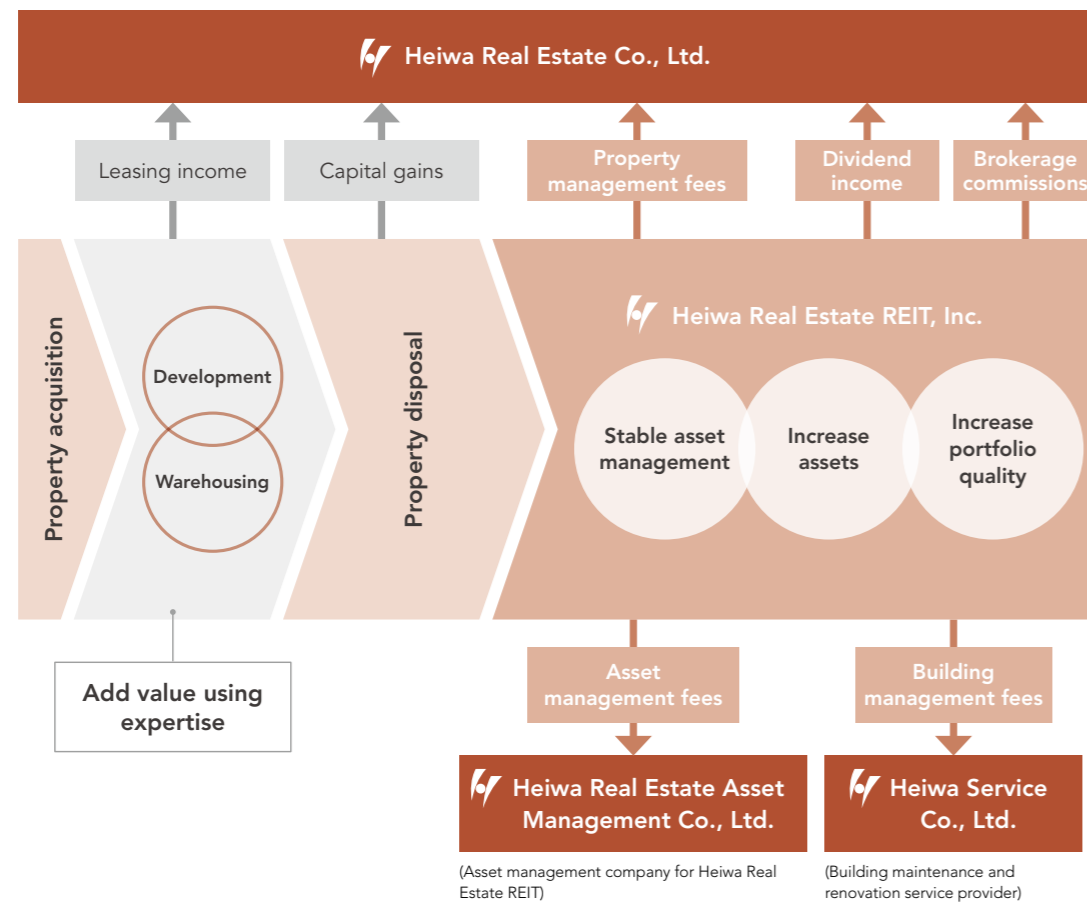 Heiwa Real Estate Co., Ltd.
Leasing income
Capital gains
Property
management fees
Dividend
income
Brokerage
commissions
Property acquisition
Development
Warehousing
Property disposal
Heiwa Real Estate REIT, Inc.
Stable asset
management
Increase
assets
Increase
portfolio
quality
Add value using
expertise
Asset
management fees
Building
management fees
Heiwa Real Estate Asset
Management Co., Ltd.
(Asset management company for Heiwa Real
Estate REIT)
Heiwa Service
Co., Ltd.
(Building maintenance and
renovation service provider)